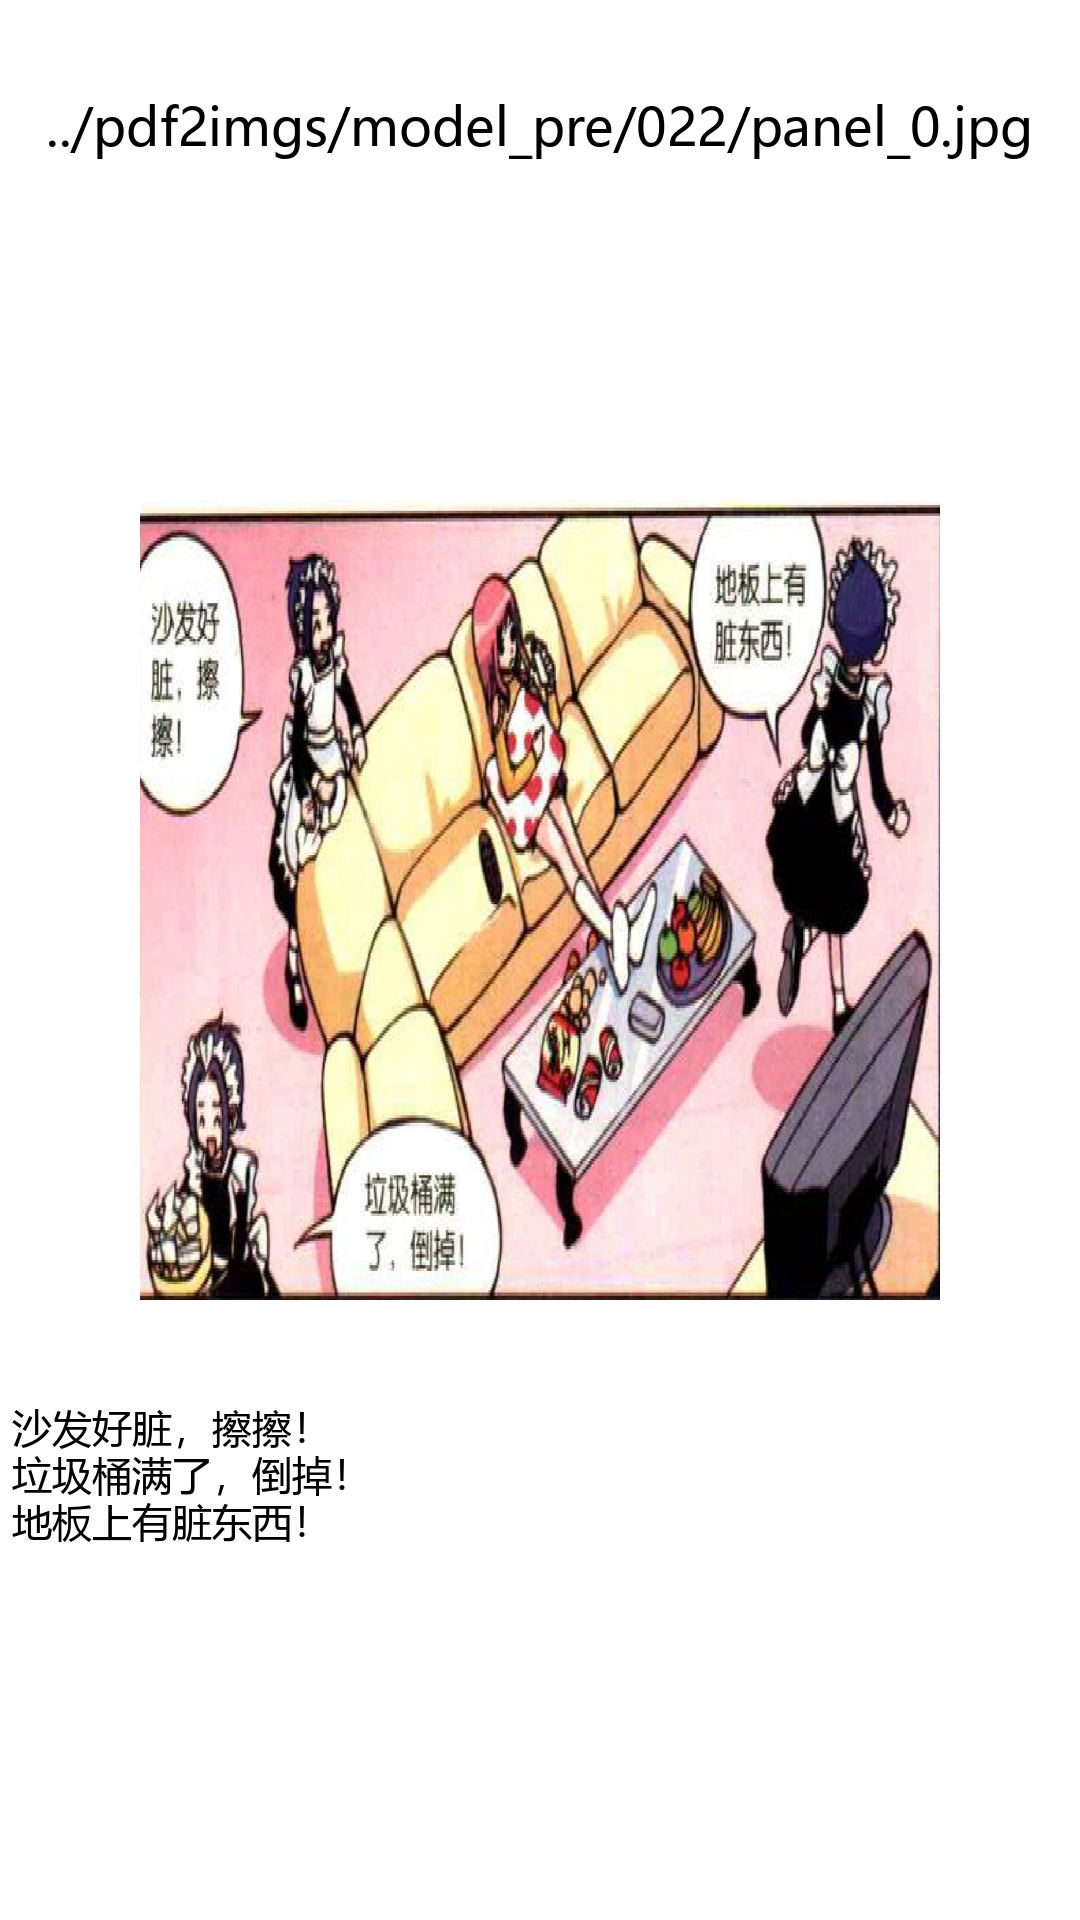 ../pdf2imgs/model_pre/022/panel_0.jpg
沙发好
脏，擦
擦！
地板上有
脏东西！
垃圾桶满
了，倒掉！
沙发好脏，擦擦！
垃圾桶满了，倒掉！
地板上有脏东西！